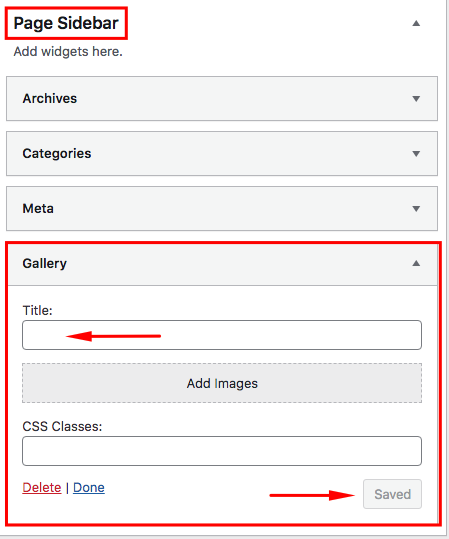 Page Sidebar
Add widgets here.
Archives
Categories
Meta
Gallery
Title:
Add Images
CSS Classes:
Delete | Done
Saved